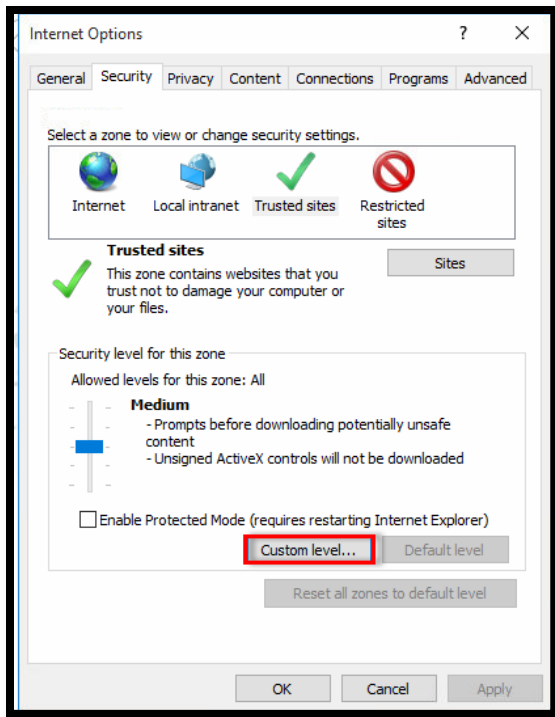 Internet Options
?
General Security Privacy Content Connections Programs Advanced
Select a zone to view or change security settings.
Internet Local intranet Trusted sites Restricted
sites
Trusted sites
Sites
This zone contains websites that you
trust not to damage your computer or
your files.
Security level for this zone
Allowed levels for this zone: All
Medium
- Prompts before downloading potentially unsafe
content
- Unsigned ActiveX controls will not be downloaded
Enable Protected Mode (requires restarting Internet Explorer)
Custom level... Default level
Reset all zones to default level
OK Cancel Apply